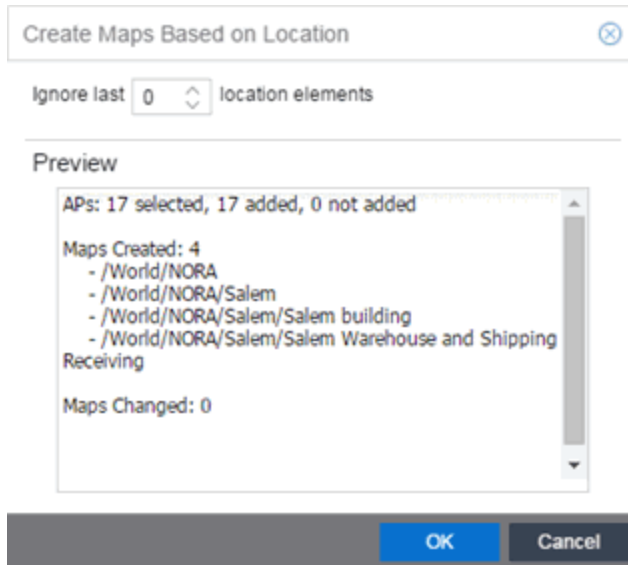 Create Maps Based on Location
Ignore last 0 location elements
Preview
APs: 17 selected, 17 added, 0 not added
Maps Created: 4
- /World/NORA
- /World/NORA/Salem
- /World/NORA/Salem/Salem building
- /World/NORA/Salem/Salem Warehouse and Shipping
Receiving
Maps Changed: 0
OK Cancel